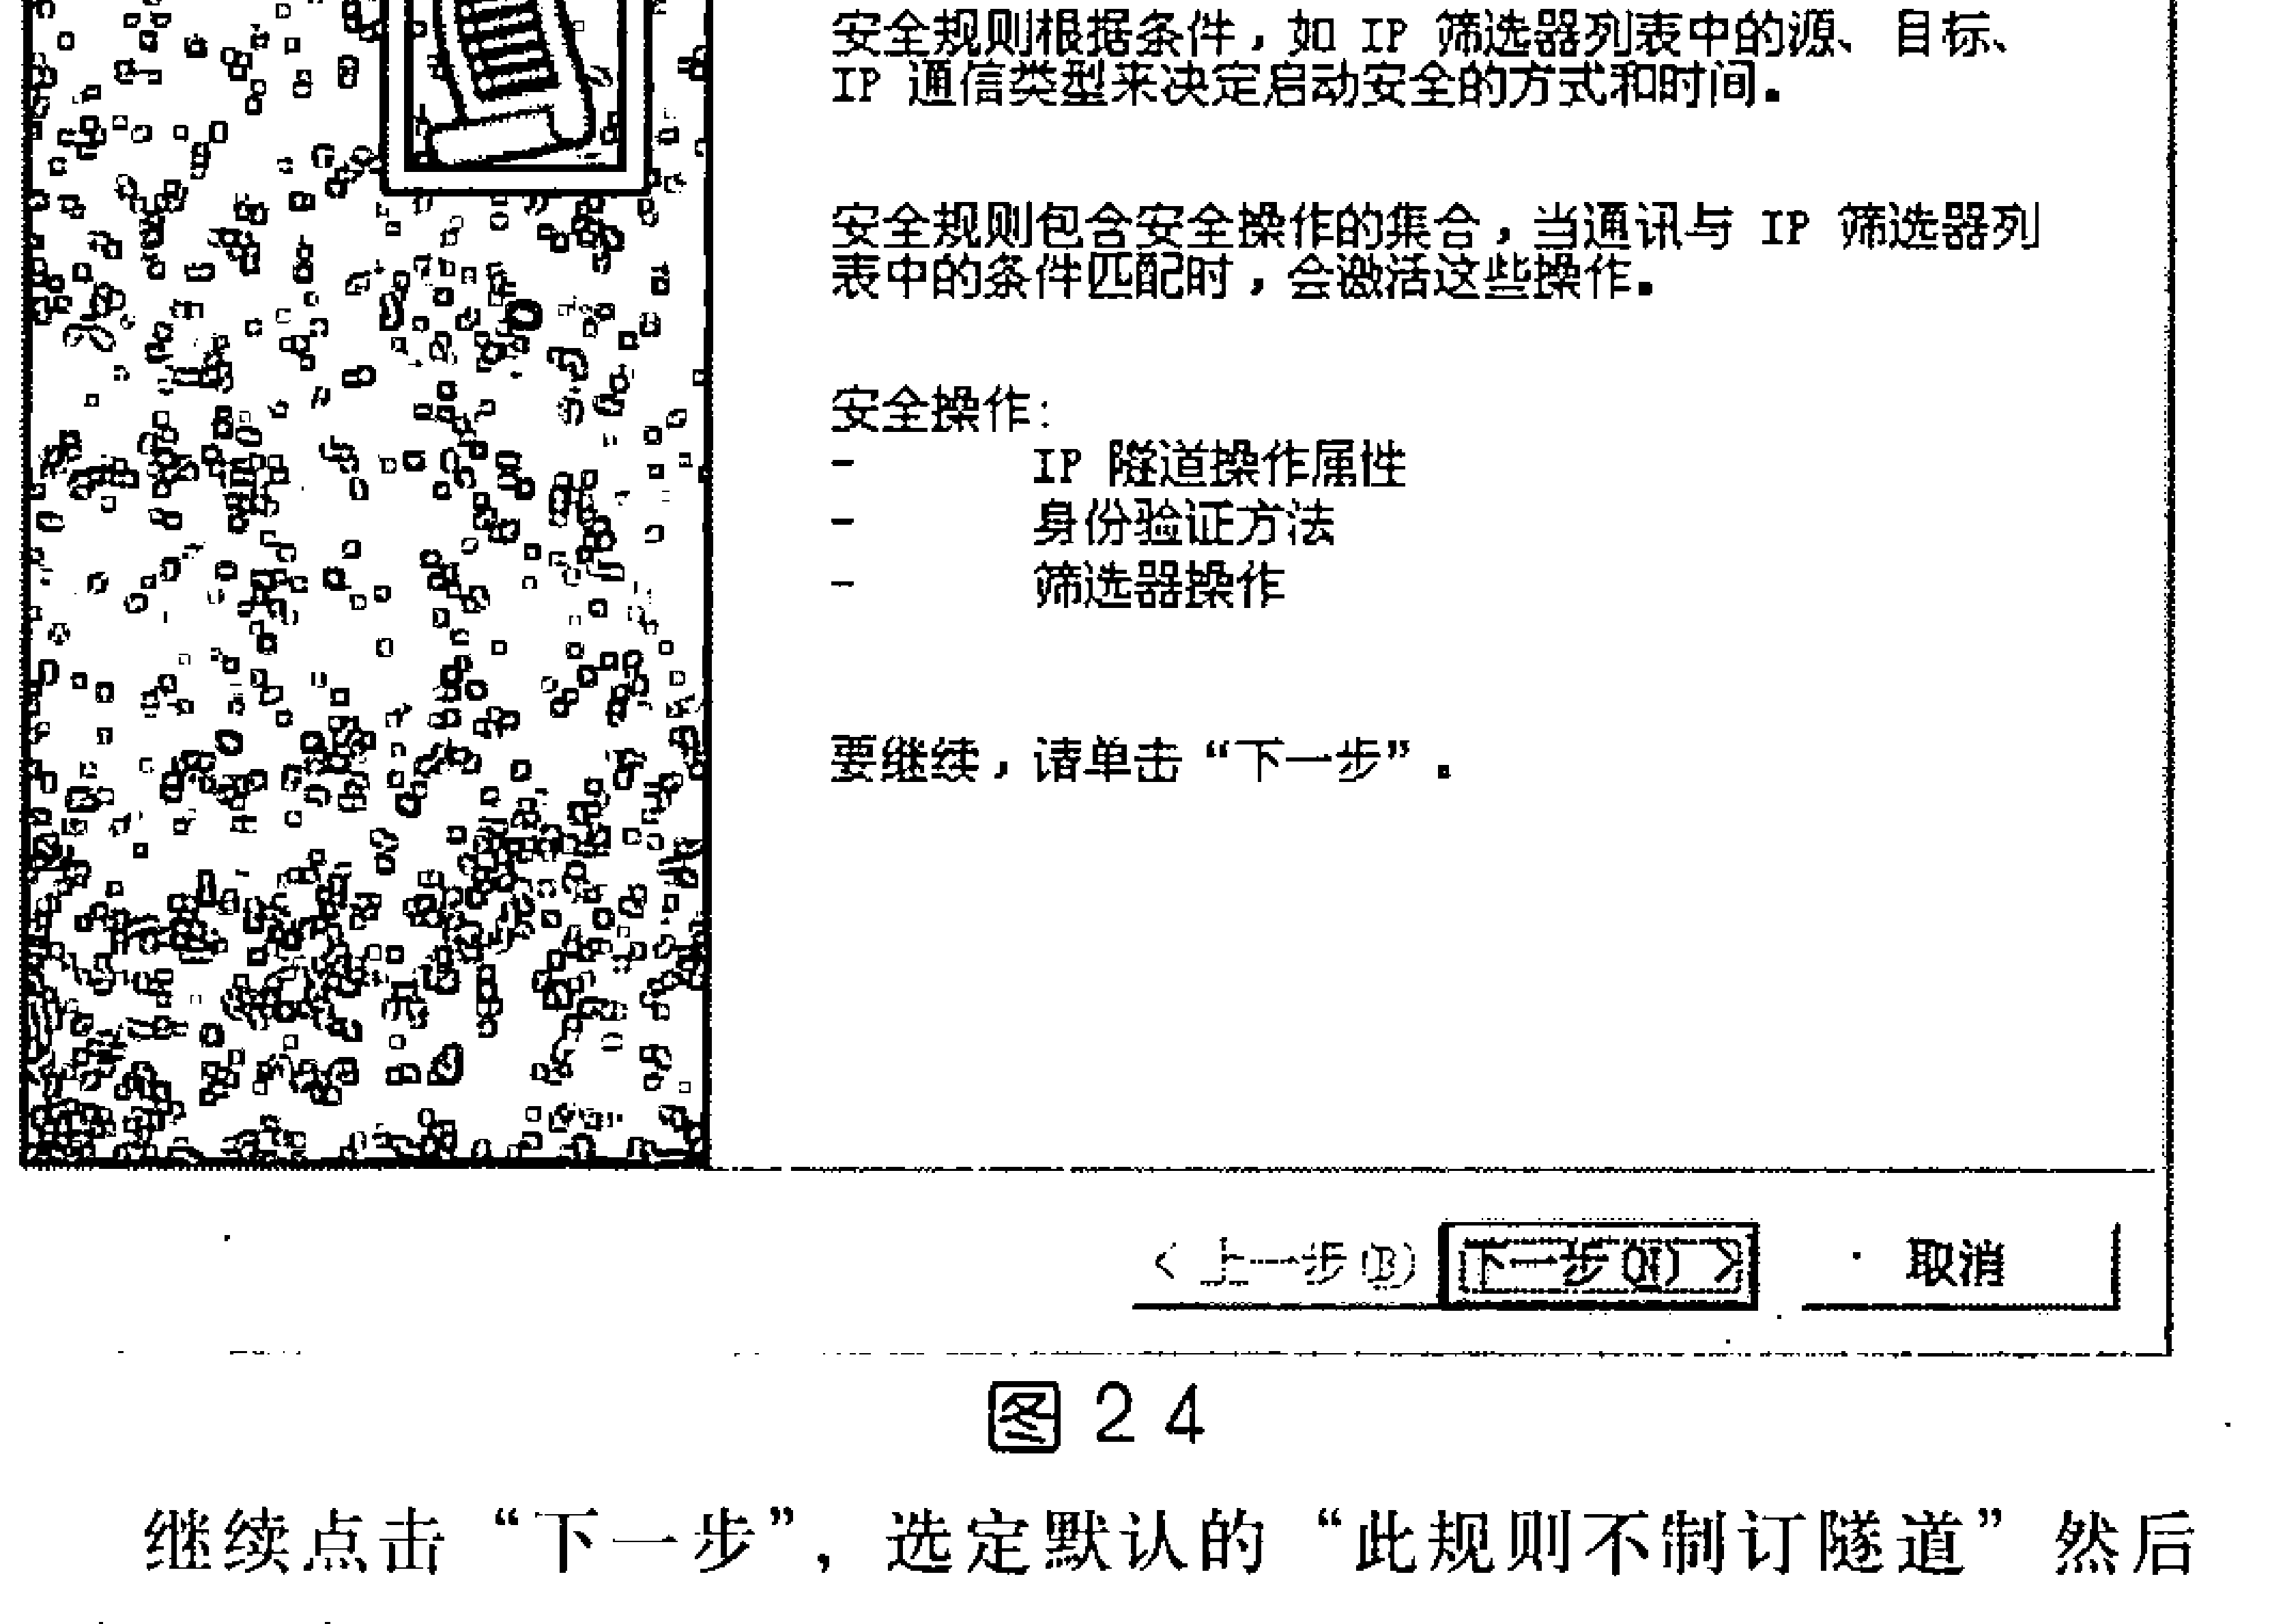 安全规则根据条件，如 IP 筛选器列表中的源、目标、
IP 通信类型来决定启动安全的方式和时间。
安全规则包含安全操作的集合，当通讯与 IP 筛选器列
表中的条件匹配时，会激活这些操作。
安全操作:
- IP 隧道操作属性
- 身份验证方法
- 筛选器操作
要继续，请单击“下一步”。
< 上一步(B) 下一步(N) > 取消
图24
继续点击“下一步”，选定默认的“此规则不制订隧道”然后